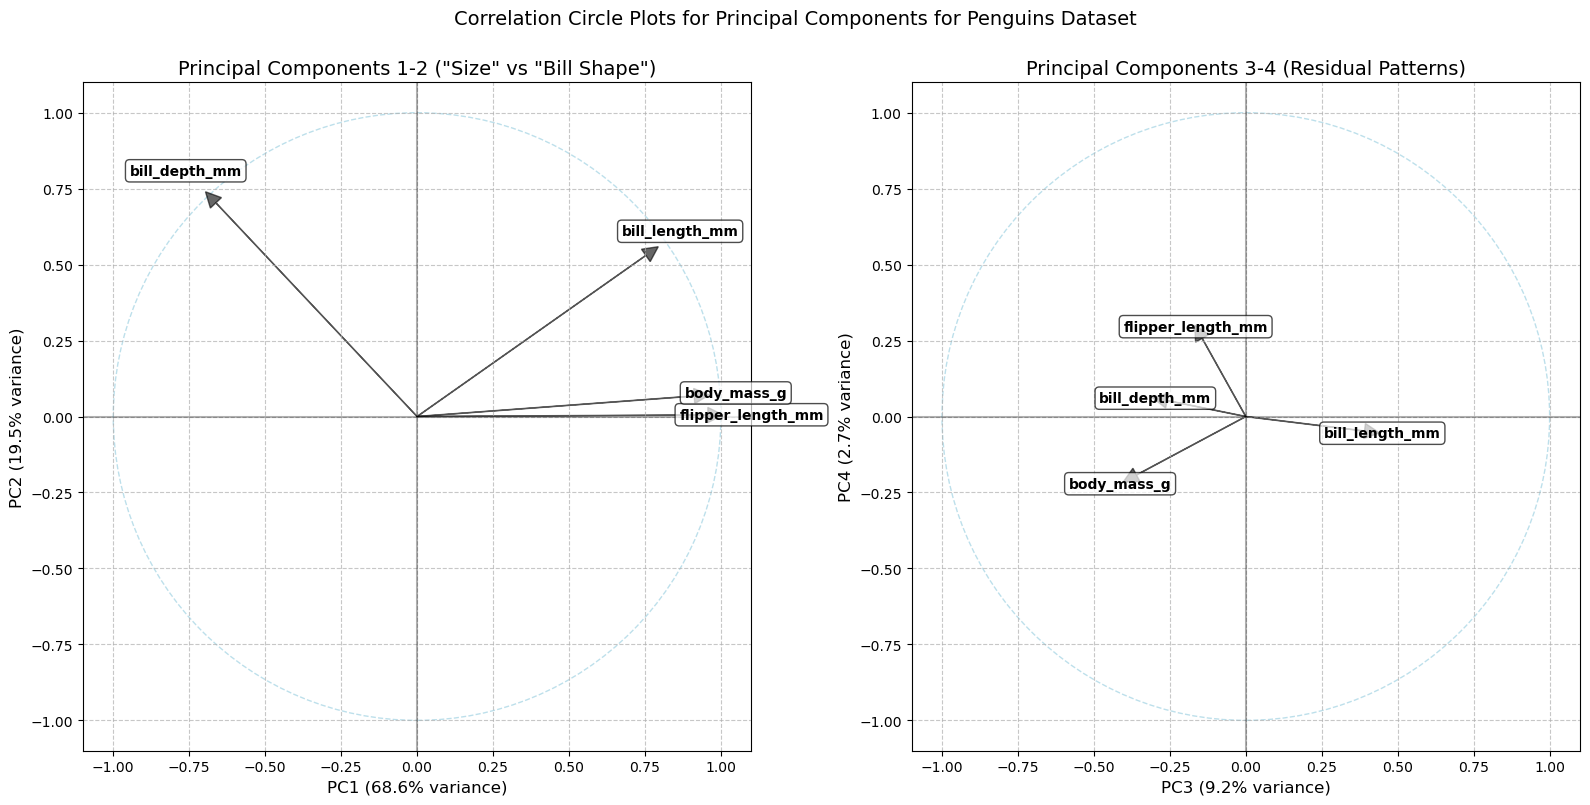 Correlation Circle Plots for Principal Components for Penguins Dataset
Principal Components 1-2 ("Size" vs "Bill Shape")
PC2 (19.5% variance)
1.00
0.75
0.50
0.25
0.00
−0.25
−0.50
−0.75
−1.00
bill_depth_mm
bill_length_mm
body_mass_g
flipper_length_mm
−1.00
−0.75
−0.50
−0.25
0.00
0.25
0.50
0.75
1.00
PC1 (68.6% variance)
Principal Components 3-4 (Residual Patterns)
PC4 (2.7% variance)
1.00
0.75
0.50
0.25
0.00
−0.25
−0.50
−0.75
−1.00
flipper_length_mm
bill_depth_mm
bill_length_mm
body_mass_g
−1.00
−0.75
−0.50
−0.25
0.00
0.25
0.50
0.75
1.00
PC3 (9.2% variance)